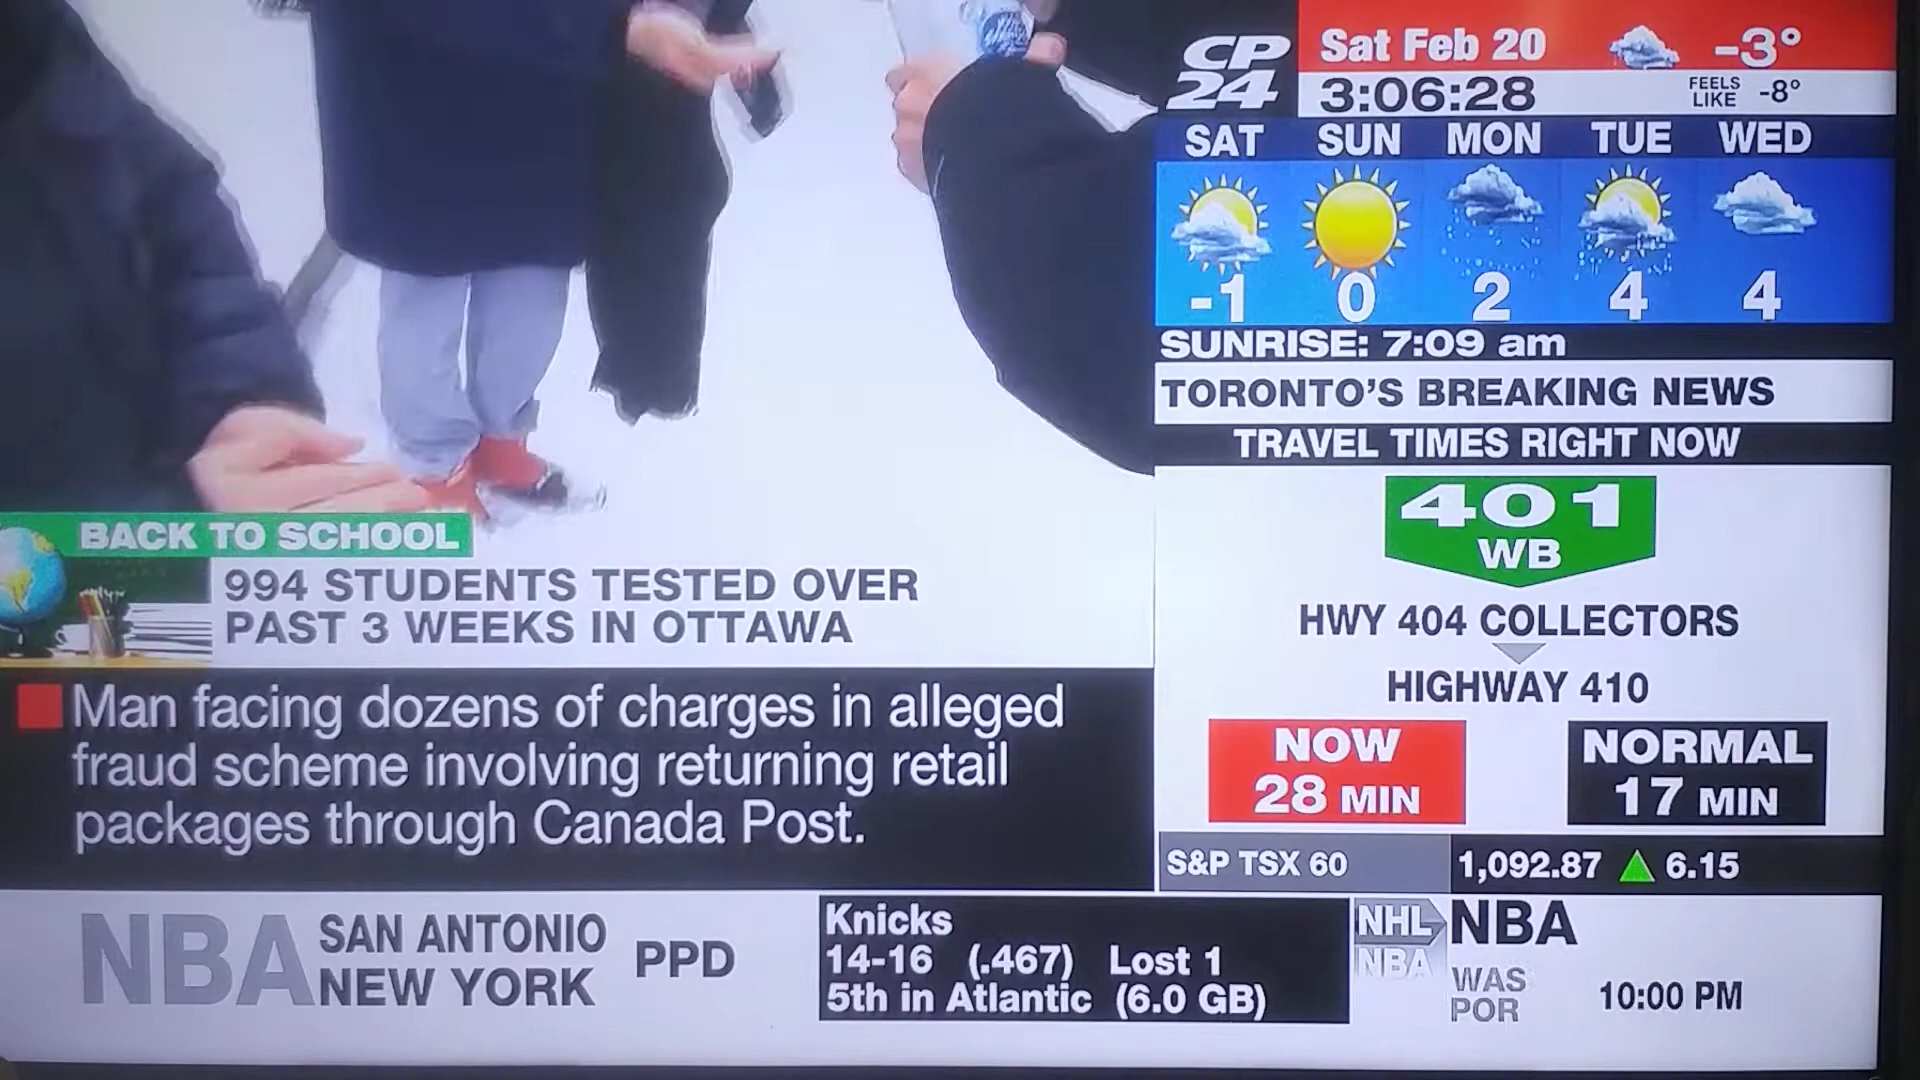 CP
24
Sat Feb 20
-3°
3:06:28
FEELS
LIKE
-8°
SAT SUN MON TUE WED
-1 0 2 4 4
SUNRISE: 7:09 am
TORONTO'S BREAKING NEWS
TRAVEL TIMES RIGHT NOW
401
WB
HWY 404 COLLECTORS
HIGHWAY 410
NOW
28 MIN
NORMAL
17 MIN
S&P TSX 60
1,092.87 ▲ 6.15
BACK TO SCHOOL
994 STUDENTS TESTED OVER
PAST 3 WEEKS IN OTTAWA
Man facing dozens of charges in alleged
fraud scheme involving returning retail
packages through Canada Post.
NBA
SAN ANTONIO
NEW YORK
PPD
Knicks
14-16 (.467) Lost 1
5th in Atlantic (6.0 GB)
NHL
NBA
NBA
WAS
POR
10:00 PM